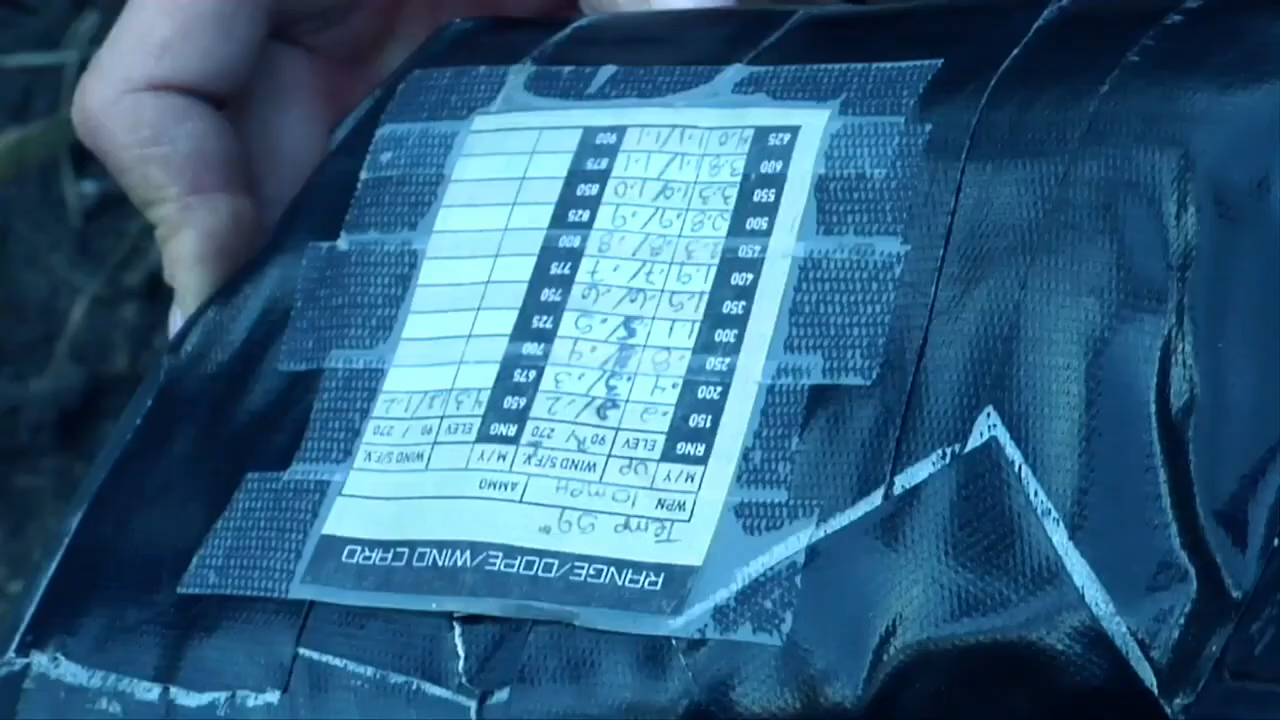 RANGE/DOPE/WIND CARD
Temp 99°
WPN 10 mpH AMMO
M/Y UP WIND S/F.V. M/Y WIND S/F.V.
RNG ELEV 90 / 270 RNG ELEV 90 / 270
150 .2 .2 650 4.3 1.2/1.2
200 .4 .3/.3 675
250 .8 /.4 700
300 1.1 .5/.5 725
350 1.5 .6/.6 750
400 1.9 .7/.7 775
450 2.3 .8/.8 800
500 2.8 .9/.9 825
550 3.3 1.0/1.0 850
600 3.8 1.1/1.1 875
625 4.0 1.1/1.1 900